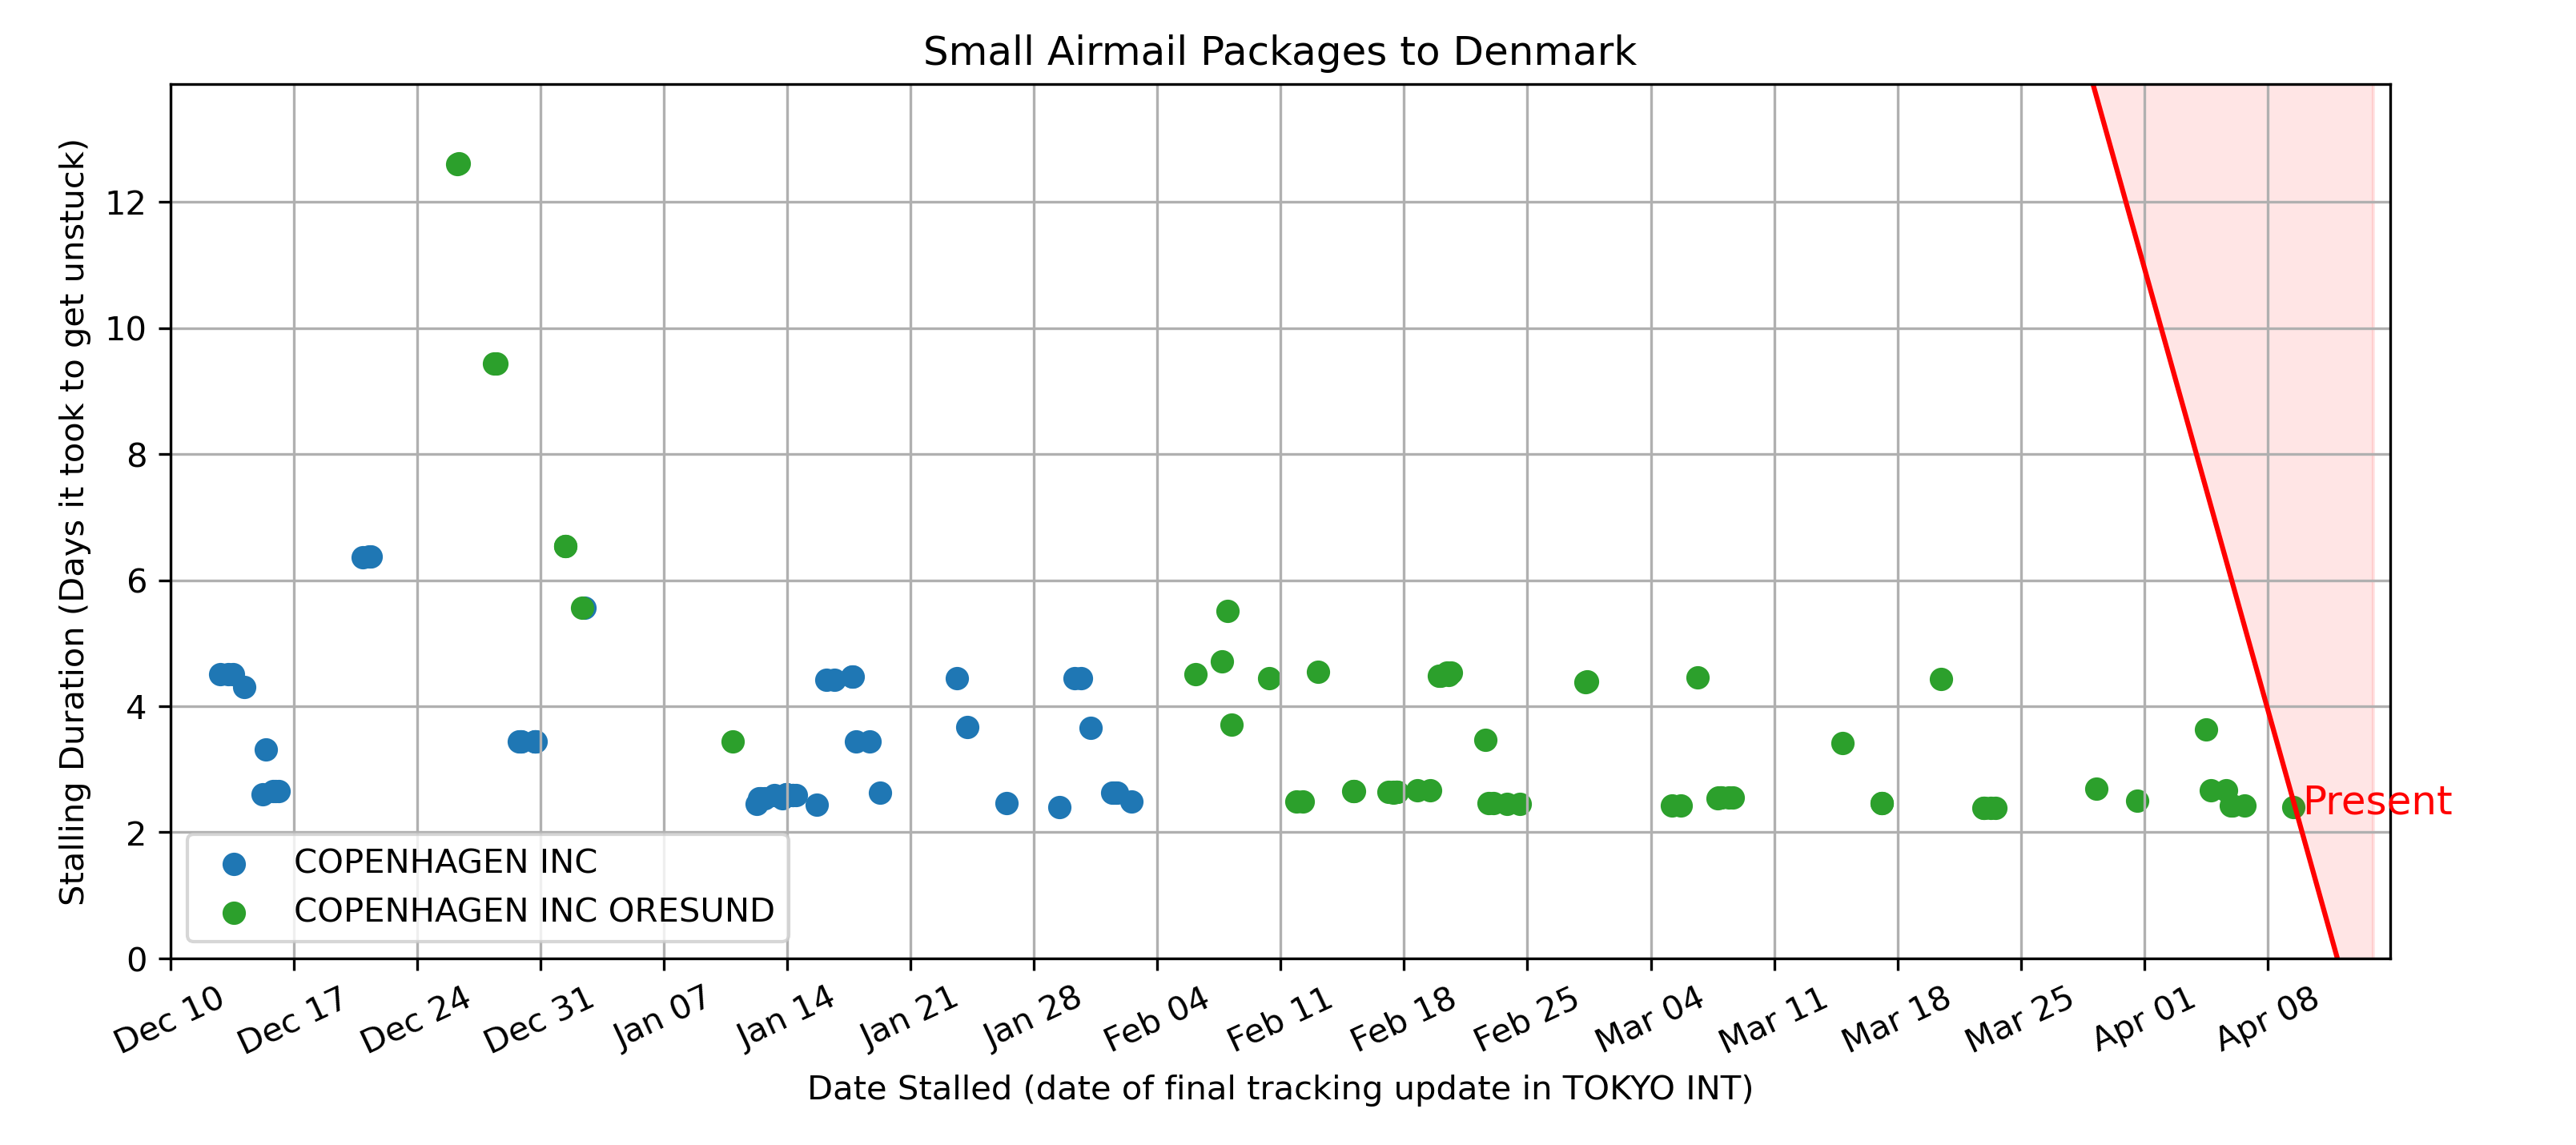 Small Airmail Packages to Denmark
Stalling Duration (Days it took to get unstuck)
12
10
8
6
4
2
0
Present
COPENHAGEN INC
COPENHAGEN INC ORESUND
Dec 10
Dec 17
Dec 24
Dec 31
Jan 07
Jan 14
Jan 21
Jan 28
Feb 04
Feb 11
Feb 18
Feb 25
Mar 04
Mar 11
Mar 18
Mar 25
Apr 01
Apr 08
Date Stalled (date of final tracking update in TOKYO INT)